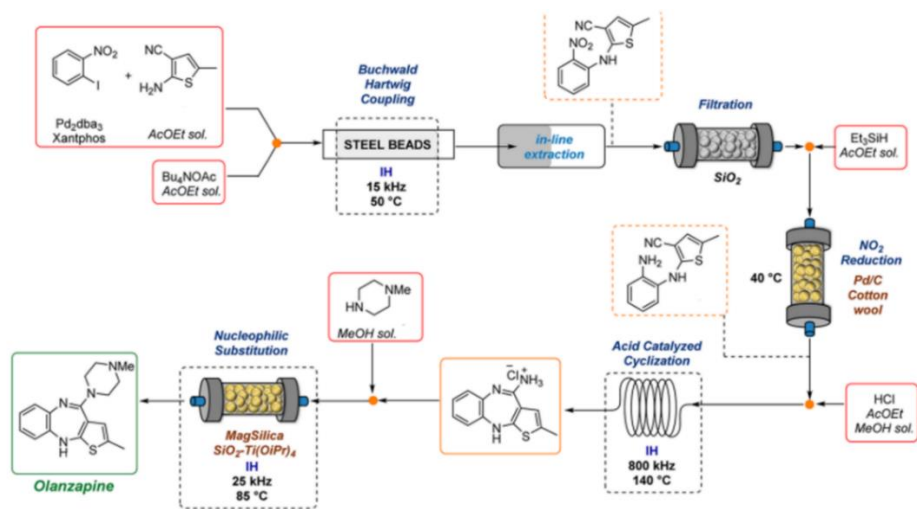 NO₂
I
+
CYC
H₂N
S
Pd₂dba₃
Xantphos
AcOEt sol.
Bu₄NOAc
AcOEt sol.
Buchwald
Hartwig
Coupling
STEEL BEADS
IH
15 kHz
50 °C
in-line
extraction
CYC
NO₂
S
NH
Filtration
SiO₂
Et₃SiH
AcOEt sol.
NO₂
Reduction
Pd/C
Cotton
wool
40 °C
CYC
NH₂
S
NH
HCl
AcOEt
MeOH sol.
Acid Catalyzed
Cyclization
IH
800 kHz
140 °C
Cl⁻
⁺NH₃
N
N
H
S
NMe
HN
MeOH sol.
Nucleophilic
Substitution
MagSilica
SiO₂-Ti(OiPr)₄
IH
25 kHz
85 °C
NMe
N
N
N
H
S
Olanzapine